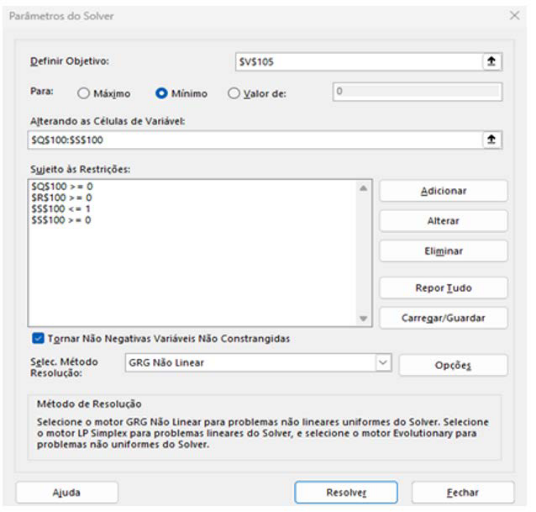 Parâmetros do Solver
Definir Objetivo:
$V$105
Para:
Máximo
Mínimo
Valor de:
0
Alterando as Células de Variável:
$Q$100:$S$100
Sujeito às Restrições:
$Q$100 >= 0
$R$100 >= 0
$S$100 <= 1
$S$100 >= 0
Adicionar
Alterar
Eliminar
Repor Tudo
Carregar/Guardar
Tornar Não Negativas Variáveis Não Constrangidas
Selec. Método
Resolução:
GRG Não Linear
Opções
Método de Resolução
Selecione o motor GRG Não Linear para problemas não lineares uniformes do Solver. Selecione
o motor LP Simplex para problemas lineares do Solver, e selecione o motor Evolutionary para
problemas não uniformes do Solver.
Ajuda
Resolver
Fechar